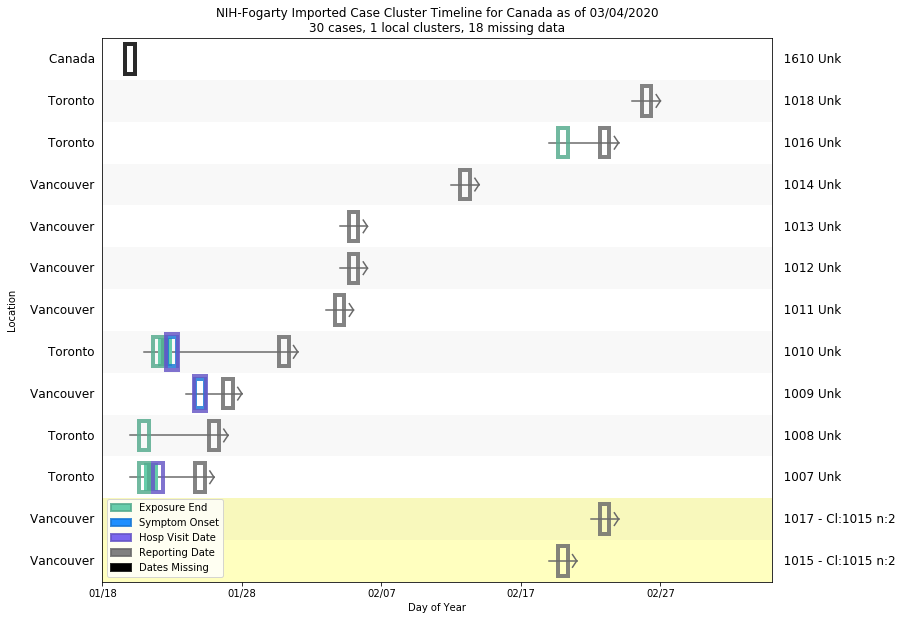 NIH-Fogarty Imported Case Cluster Timeline for Canada as of 03/04/2020
30 cases, 1 local clusters, 18 missing data
Canada 1610 Unk
Toronto 1018 Unk
Toronto 1016 Unk
Vancouver 1014 Unk
Vancouver 1013 Unk
Vancouver 1012 Unk
Vancouver 1011 Unk
Toronto 1010 Unk
Vancouver 1009 Unk
Toronto 1008 Unk
Toronto 1007 Unk
Vancouver 1017 - Cl:1015 n:2
Vancouver 1015 - Cl:1015 n:2
Location
Exposure End
Symptom Onset
Hosp Visit Date
Reporting Date
Dates Missing
01/18 01/28 02/07 02/17 02/27
Day of Year